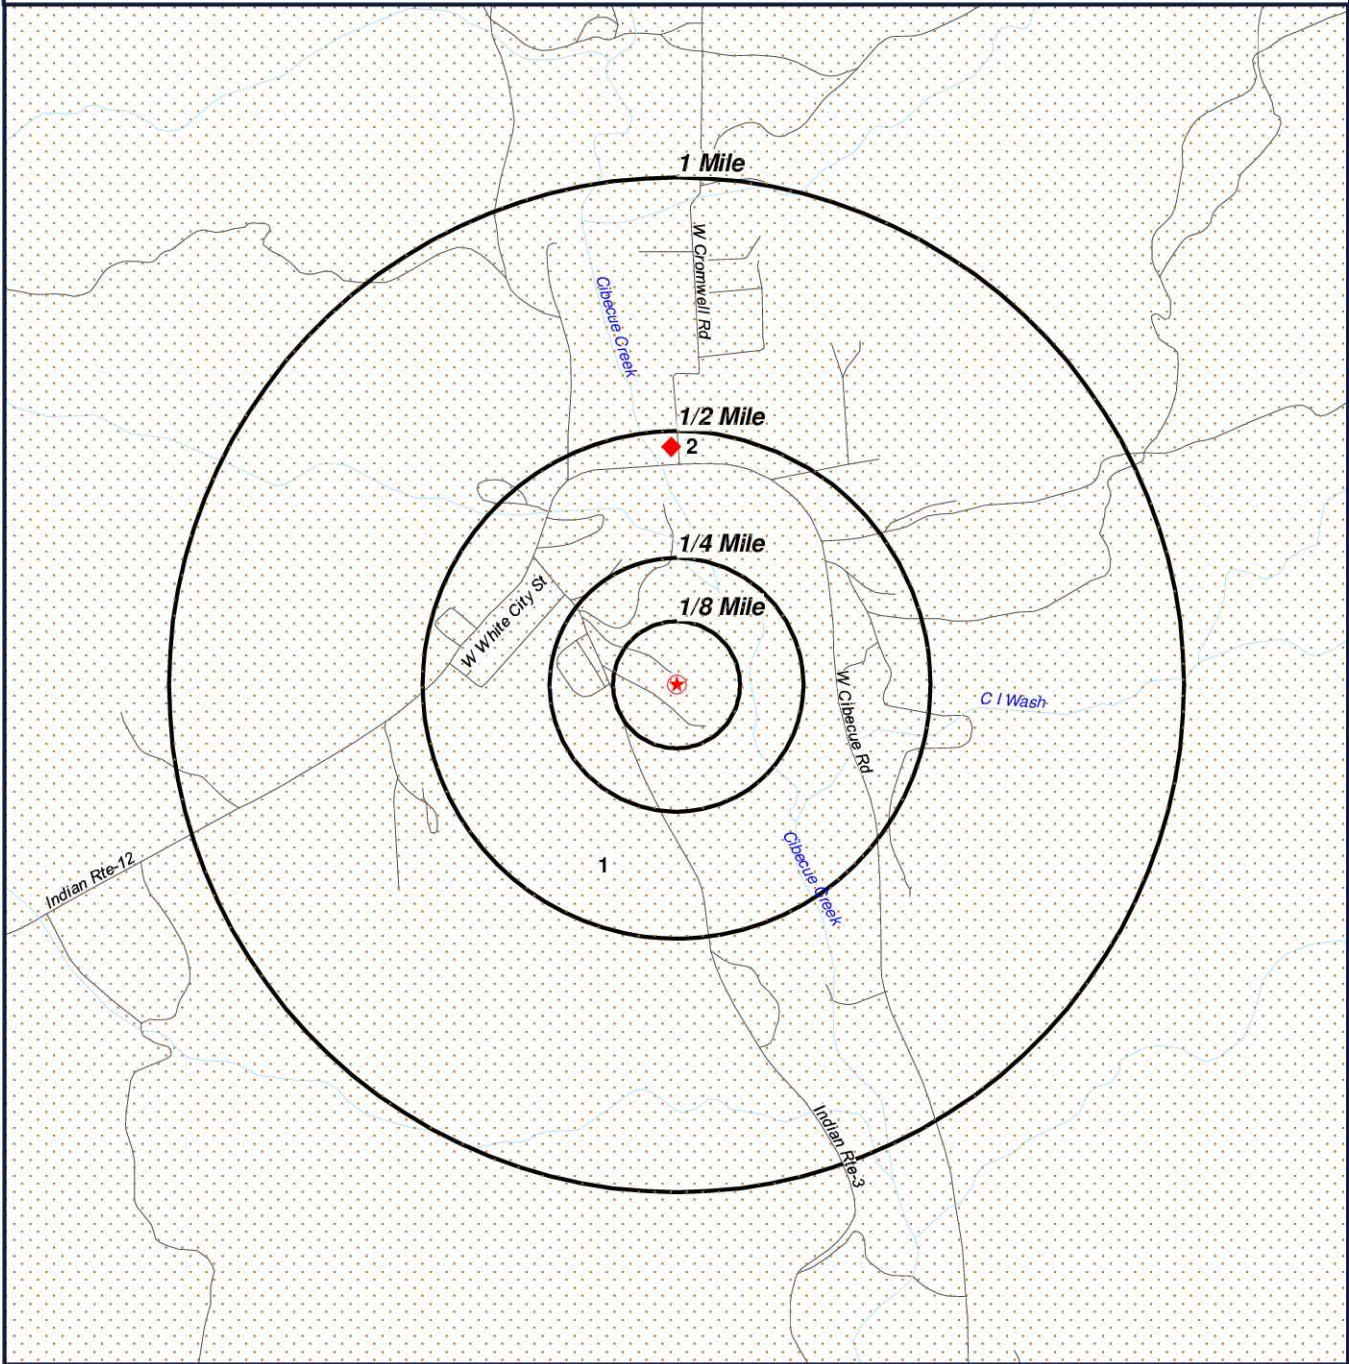 1 Mile
W Cromwell Rd
Cibecue Creek
1/2 Mile
2
1/4 Mile
W White City St
1/8 Mile
W Cibecue Rd
C I Wash
Cibecue Creek
1
Indian Rte-12
Indian Rte-3